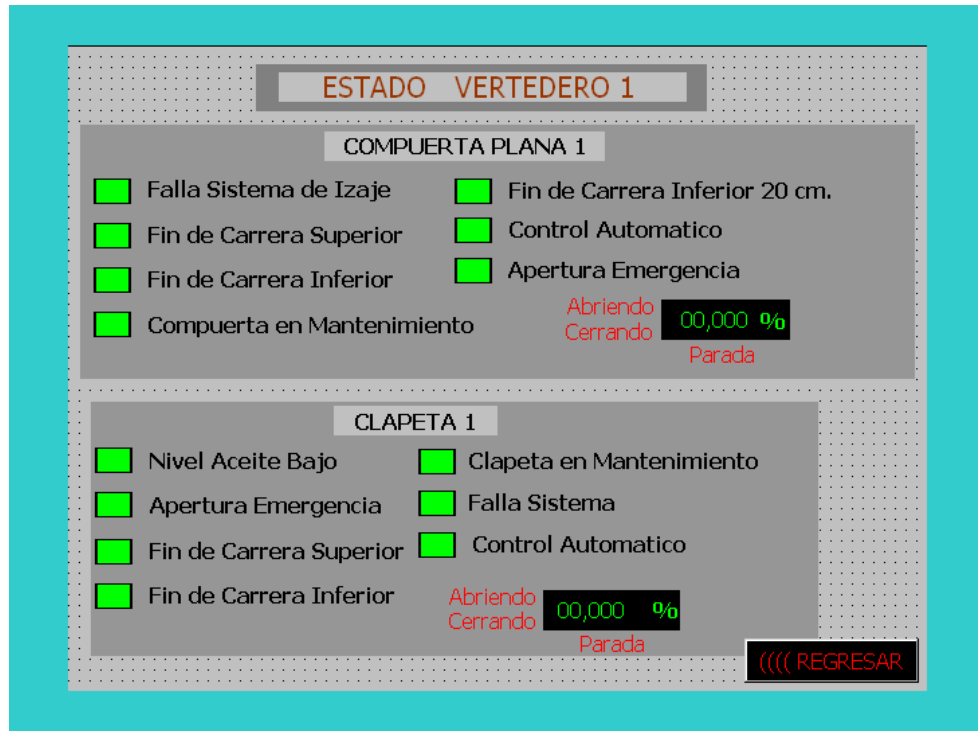 ESTADO VERTEDERO 1
COMPUERTA PLANA 1
Falla Sistema de Izaje
Fin de Carrera Superior
Fin de Carrera Inferior
Compuerta en Mantenimiento
Fin de Carrera Inferior 20 cm.
Control Automatico
Apertura Emergencia
Abriendo
Cerrando
00,000 %
Parada
CLAPETA 1
Nivel Aceite Bajo
Apertura Emergencia
Fin de Carrera Superior
Fin de Carrera Inferior
Clapeta en Mantenimiento
Falla Sistema
Control Automatico
Abriendo
Cerrando
00,000 %
Parada
(((( REGRESAR